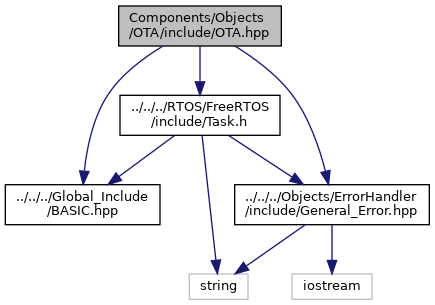 Components/Objects
/OTA/include/OTA.hpp
../../../RTOS/FreeRTOS
/include/Task.h
../../../Global_Include
/BASIC.hpp
../../../Objects/ErrorHandler
/include/General_Error.hpp
string
iostream